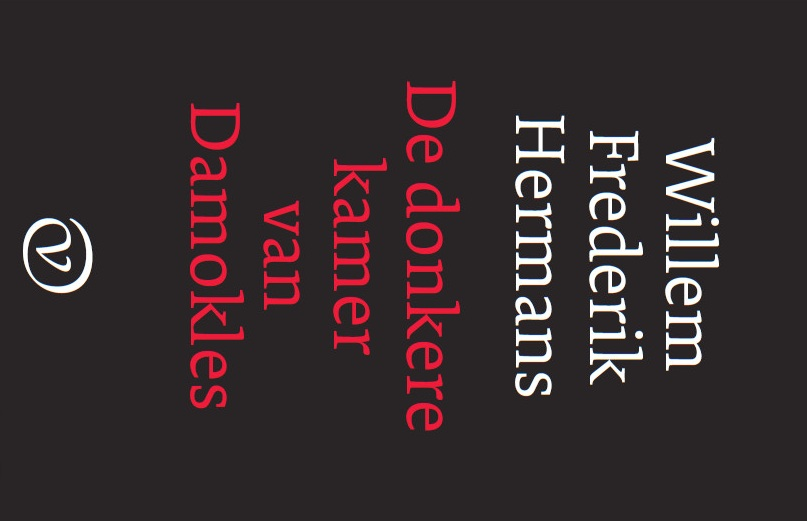 Willem
Frederik
Hermans
De donkere
kamer
van
Damokles
v